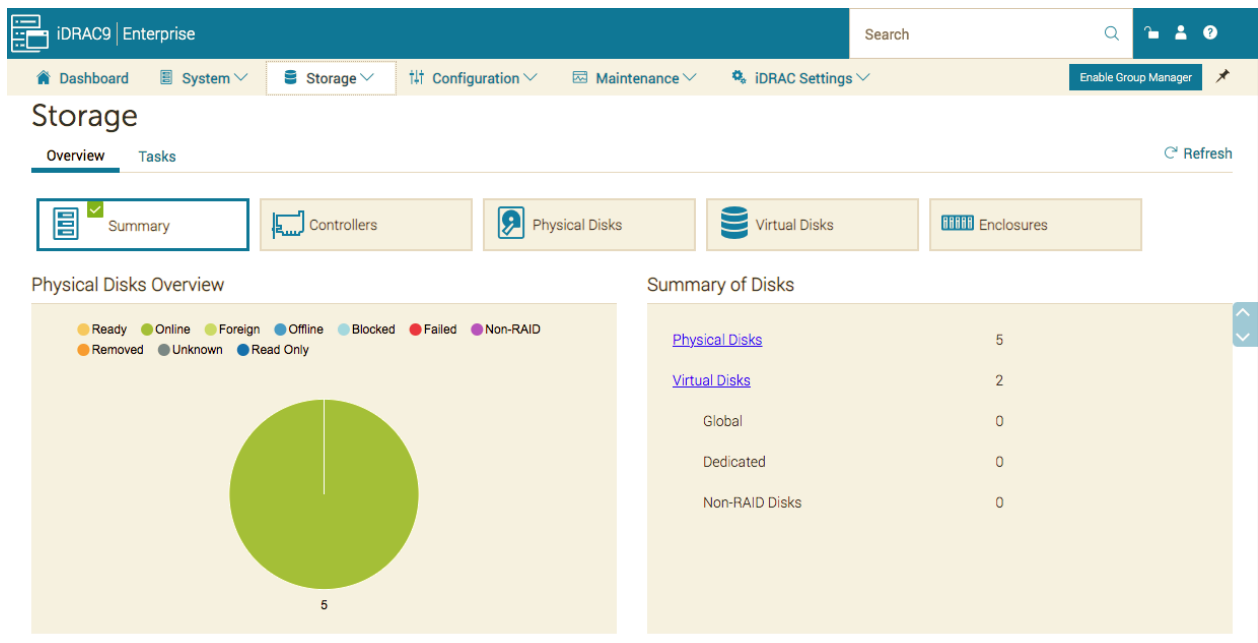 iDRAC9 | Enterprise Search
Dashboard System Storage Configuration Maintenance iDRAC Settings Enable Group Manager
Storage
Overview Tasks Refresh
Summary Controllers Physical Disks Virtual Disks Enclosures
Physical Disks Overview
Ready Online Foreign Offline Blocked Failed Non-RAID
Removed Unknown Read Only
5
Summary of Disks
Physical Disks 5
Virtual Disks 2
Global 0
Dedicated 0
Non-RAID Disks 0